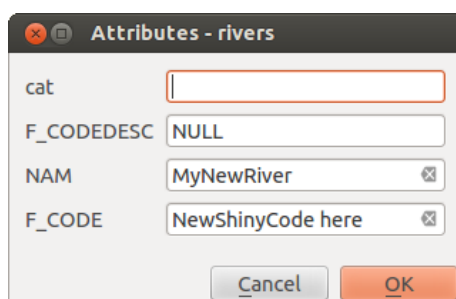 Attributes - rivers
cat
F_CODEDESC NULL
NAM MyNewRiver
F_CODE NewShinyCode here
Cancel OK